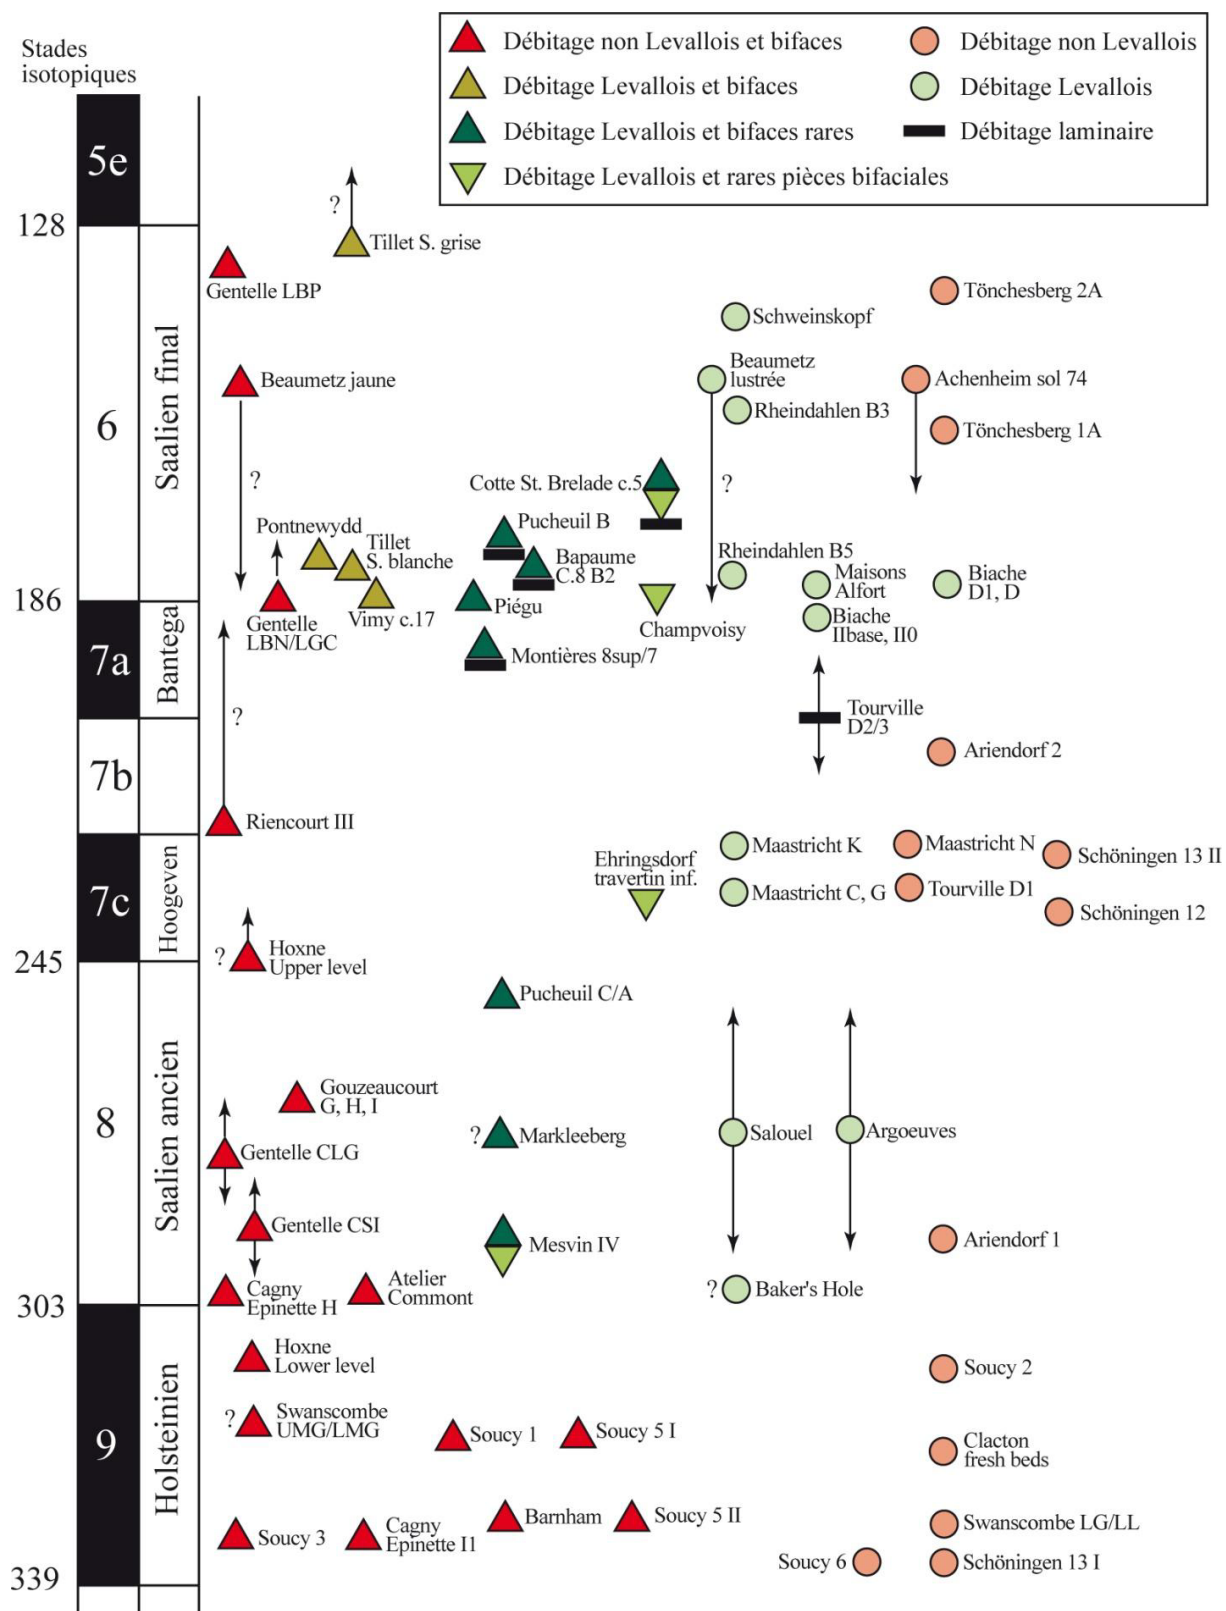 Stades
isotopiques
Débitage non Levallois et bifaces
Débitage Levallois et bifaces
Débitage Levallois et bifaces rares
Débitage Levallois et rares pièces bifaciales
Débitage non Levallois
Débitage Levallois
Débitage laminaire
5e
128
?
Tillet S. grise
Gentelle LBP
Tönchesberg 2A
Schweinskopf
Saalien final
6
Beaumetz jaune
Beaumetz
lustrée
Achenheim sol 74
Rheindahlen B3
Tönchesberg 1A
?
Cotte St. Brelade c.5
?
Pontnewydd
Pucheuil B
Tillet
S. blanche
Bapaume
C.8 B2
Rheindahlen B5
Maisons
Alfort
Biache
D1, D
186
Gentelle
LBN/LGC
Vimy c.17
Piégu
Champvoisy
Biache
IIbase, II0
7a
Bantega
Montières 8sup/7
?
Tourville
D2/3
7b
Ariendorf 2
Riencourt III
7c
Hoogeven
Ehringsdorf
travertin inf.
Maastricht K
Maastricht N
Schöningen 13 II
Maastricht C, G
Tourville D1
Schöningen 12
245
?
Hoxne
Upper level
Pucheuil C/A
8
Saalien ancien
Gouzeaucourt
G, H, I
Gentelle CLG
?
Markleeberg
Salouel
Argoeuves
Gentelle CSI
Mesvin IV
Ariendorf 1
Cagny
Epinette H
Atelier
Commont
?
Baker's Hole
303
9
Holsteinien
Hoxne
Lower level
Soucy 2
?
Swanscombe
UMG/LMG
Soucy 1
Soucy 5 I
Clacton
fresh beds
Soucy 3
Cagny
Epinette I1
Barnham
Soucy 5 II
Swanscombe LG/LL
Soucy 6
Schöningen 13 I
339